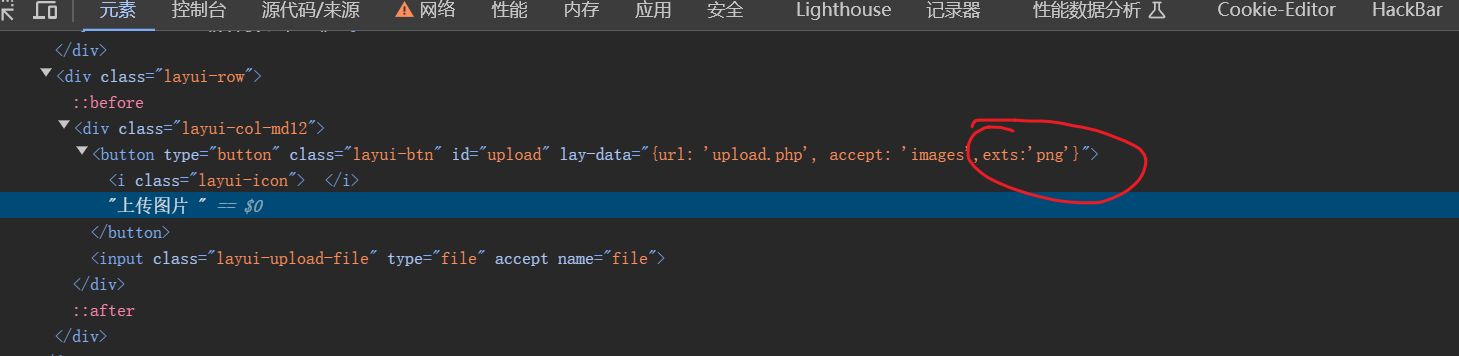 元素 控制台 源代码/来源 网络 性能 内存 应用 安全 Lighthouse 记录器 性能数据分析 Cookie-Editor HackBar
</div>
<div class="layui-row">
::before
<div class="layui-col-md12">
<button type="button" class="layui-btn" id="upload" lay-data="{url: 'upload.php', accept: 'images',exts:'png'}">
<i class="layui-icon"> </i>
"上传图片 " == $0
</button>
<input class="layui-upload-file" type="file" accept name="file">
</div>
::after
</div>